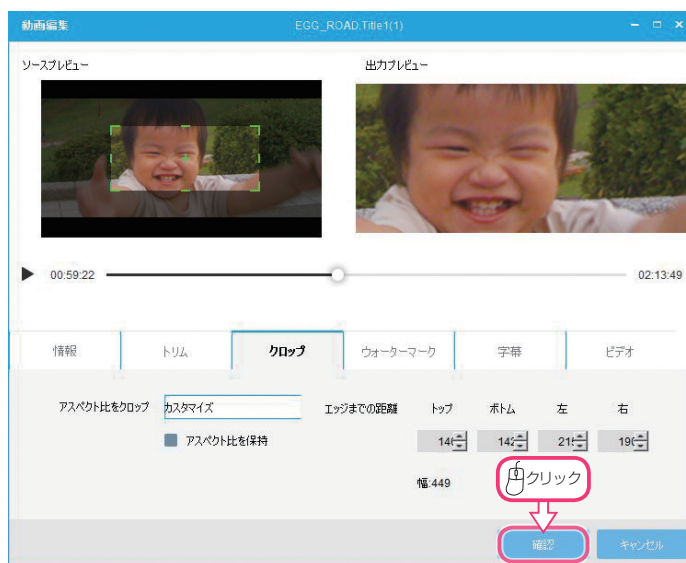 動画編集 EGG_ROAD.Title1(1)
ソースプレビュー 出力プレビュー
00:59:22 02:13:49
情報 トリム クロップ ウォーターマーク 字幕 ビデオ
アスペクト比をクロップ カスタマイズ エッジまでの距離 トップ ボトム 左 右
アスペクト比を保持 142
幅:449 クリック
確認 キャンセル